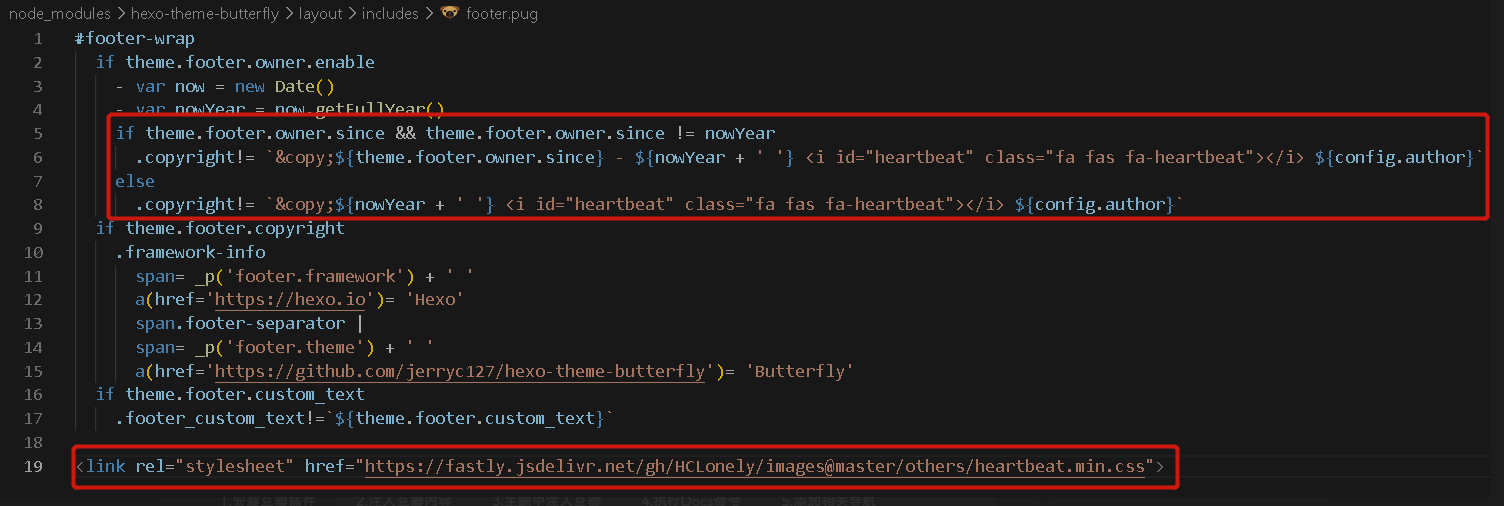 node_modules > hexo-theme-butterfly > layout > includes > footer.pug
1 #footer-wrap
2 if theme.footer.owner.enable
3 - var now = new Date()
4 - var nowYear = now.getFullYear()
5 if theme.footer.owner.since && theme.footer.owner.since != nowYear
6 .copyright!= `&copy;${theme.footer.owner.since} - ${nowYear + ' '} <i id="heartbeat" class="fa fas fa-heartbeat"></i> ${config.author}`
7 else
8 .copyright!= `&copy;${nowYear + ' '} <i id="heartbeat" class="fa fas fa-heartbeat"></i> ${config.author}`
9 if theme.footer.copyright
10 .framework-info
11 span= _p('footer.framework') + ' '
12 a(href='https://hexo.io')= 'Hexo'
13 span.footer-separator |
14 span= _p('footer.theme') + ' '
15 a(href='https://github.com/jerryc127/hexo-theme-butterfly')= 'Butterfly'
16 if theme.footer.custom_text
17 .footer_custom_text!=`${theme.footer.custom_text}`
18
19 <link rel="stylesheet" href="https://fastly.jsdelivr.net/gh/HCLonely/images@master/others/heartbeat.min.css">